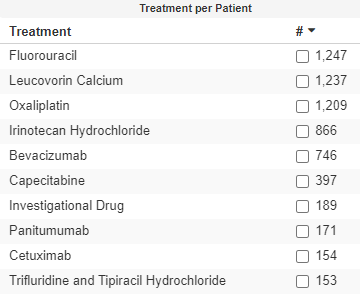 Treatment per Patient
Treatment # ▼
Fluorouracil 1,247
Leucovorin Calcium 1,237
Oxaliplatin 1,209
Irinotecan Hydrochloride 866
Bevacizumab 746
Capecitabine 397
Investigational Drug 189
Panitumumab 171
Cetuximab 154
Trifluridine and Tipiracil Hydrochloride 153